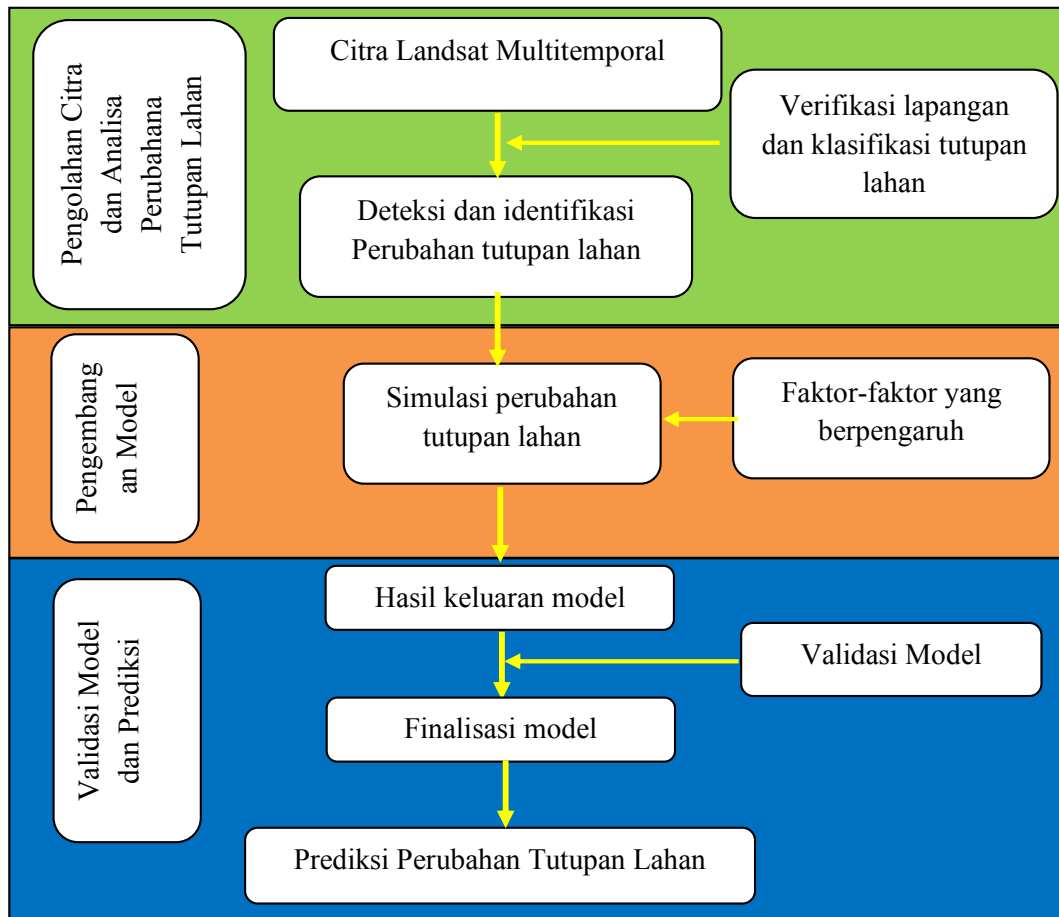 Pengolahan Citra
dan Analisa
Perubahana
Tutupan Lahan
Citra Landsat Multitemporal
Verifikasi lapangan
dan klasifikasi tutupan
lahan
Deteksi dan identifikasi
Perubahan tutupan lahan
Pengembang
an Model
Simulasi perubahan
tutupan lahan
Faktor-faktor yang
berpengaruh
Validasi Model
dan Prediksi
Hasil keluaran model
Validasi Model
Finalisasi model
Prediksi Perubahan Tutupan Lahan